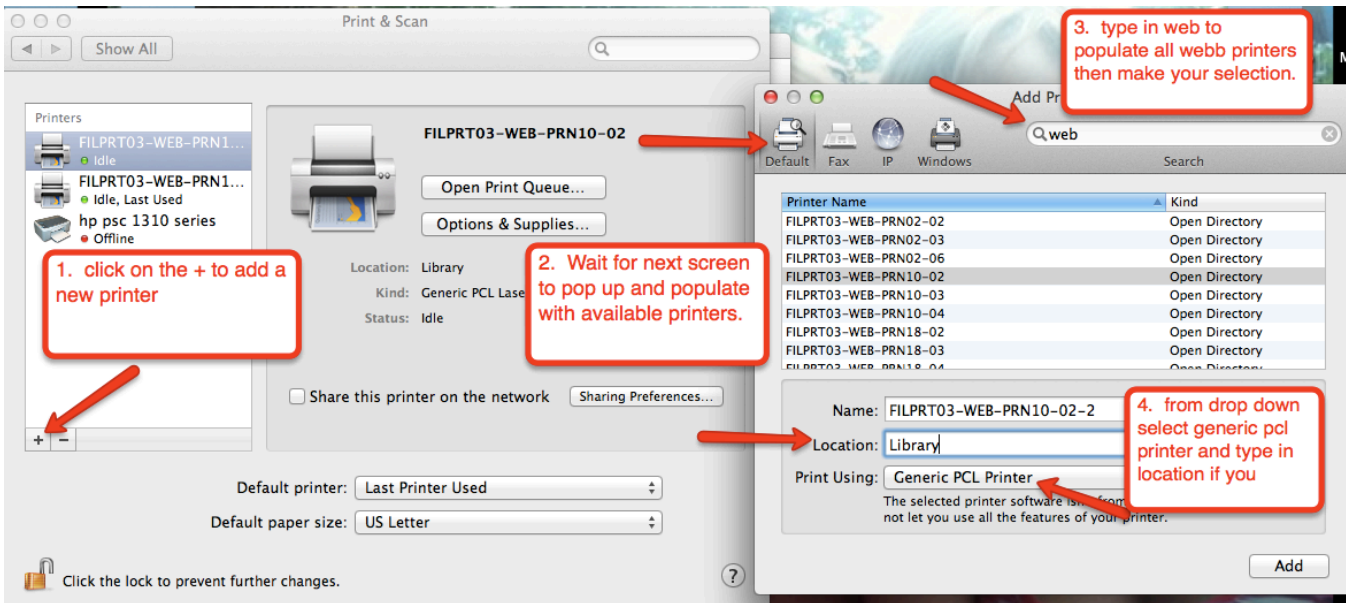 Print & Scan
Show All
Printers
FILPRT03-WEB-PRN1...
Idle
FILPRT03-WEB-PRN1...
Idle, Last Used
hp psc 1310 series
Offline
1. click on the + to add a
new printer
+ −
FILPRT03-WEB-PRN10-02
Open Print Queue...
Options & Supplies...
Location: Library
Kind: Generic PCL Lase
Status: Idle
2. Wait for next screen
to pop up and populate
with available printers.
Share this printer on the network
Sharing Preferences...
Default printer: Last Printer Used
Default paper size: US Letter
Click the lock to prevent further changes.
?
3. type in web to
populate all webb printers
then make your selection.
M
Add Pr
Default
Fax
IP
Windows
web
Search
Printer Name Kind
FILPRT03-WEB-PRN02-02 Open Directory
FILPRT03-WEB-PRN02-03 Open Directory
FILPRT03-WEB-PRN02-06 Open Directory
FILPRT03-WEB-PRN10-02 Open Directory
FILPRT03-WEB-PRN10-03 Open Directory
FILPRT03-WEB-PRN10-04 Open Directory
FILPRT03-WEB-PRN18-02 Open Directory
FILPRT03-WEB-PRN18-03 Open Directory
FILPRT03-WEB-PRN18-04 Open Directory
Name: FILPRT03-WEB-PRN10-02-2
Location: Library
Print Using: Generic PCL Printer
The selected printer software isn't from
not let you use all the features of your printer.
4. from drop down
select generic pcl
printer and type in
location if you
Add